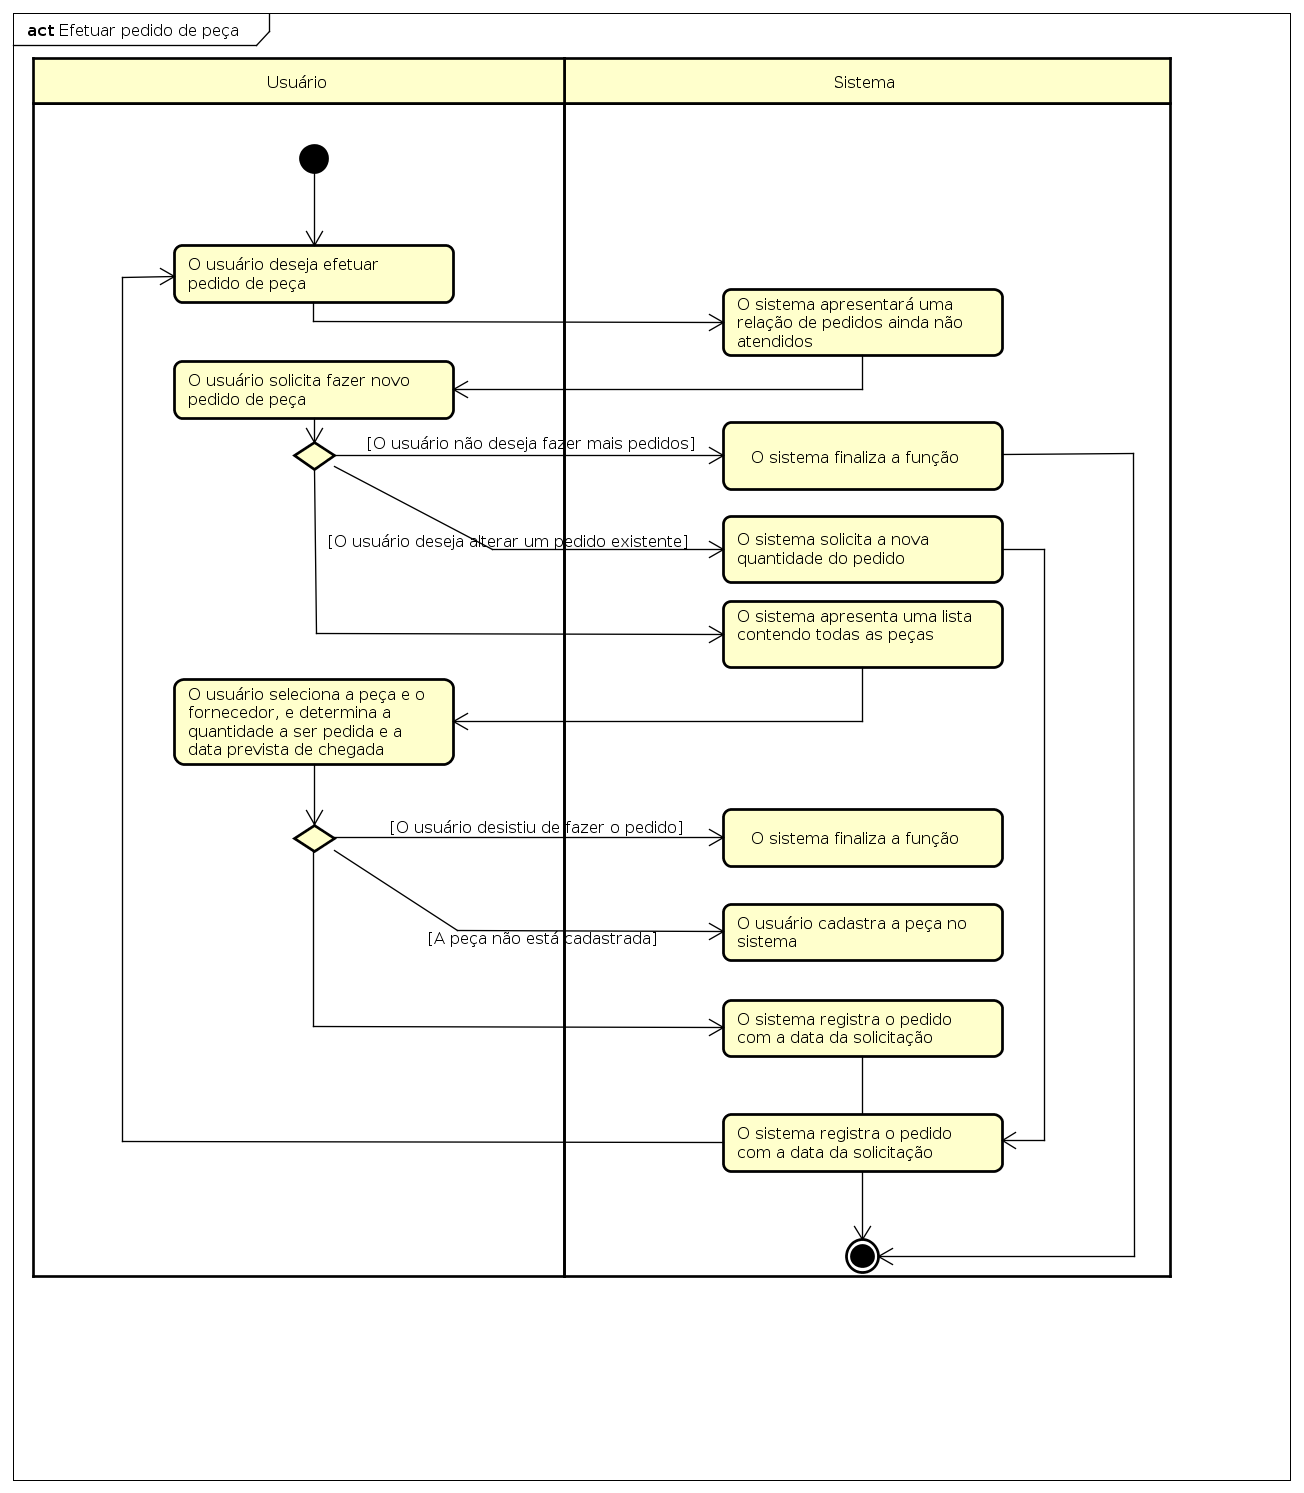 act Efetuar pedido de peça
Usuário
Sistema
O usuário deseja efetuar
pedido de peça
O sistema apresentará uma
relação de pedidos ainda não
atendidos
O usuário solicita fazer novo
pedido de peça
[O usuário não deseja fazer mais pedidos]
O sistema finaliza a função
[O usuário deseja alterar um pedido existente]
O sistema solicita a nova
quantidade do pedido
O sistema apresenta uma lista
contendo todas as peças
O usuário seleciona a peça e o
fornecedor, e determina a
quantidade a ser pedida e a
data prevista de chegada
[O usuário desistiu de fazer o pedido]
O sistema finaliza a função
[A peça não está cadastrada]
O usuário cadastra a peça no
sistema
O sistema registra o pedido
com a data da solicitação
O sistema registra o pedido
com a data da solicitação